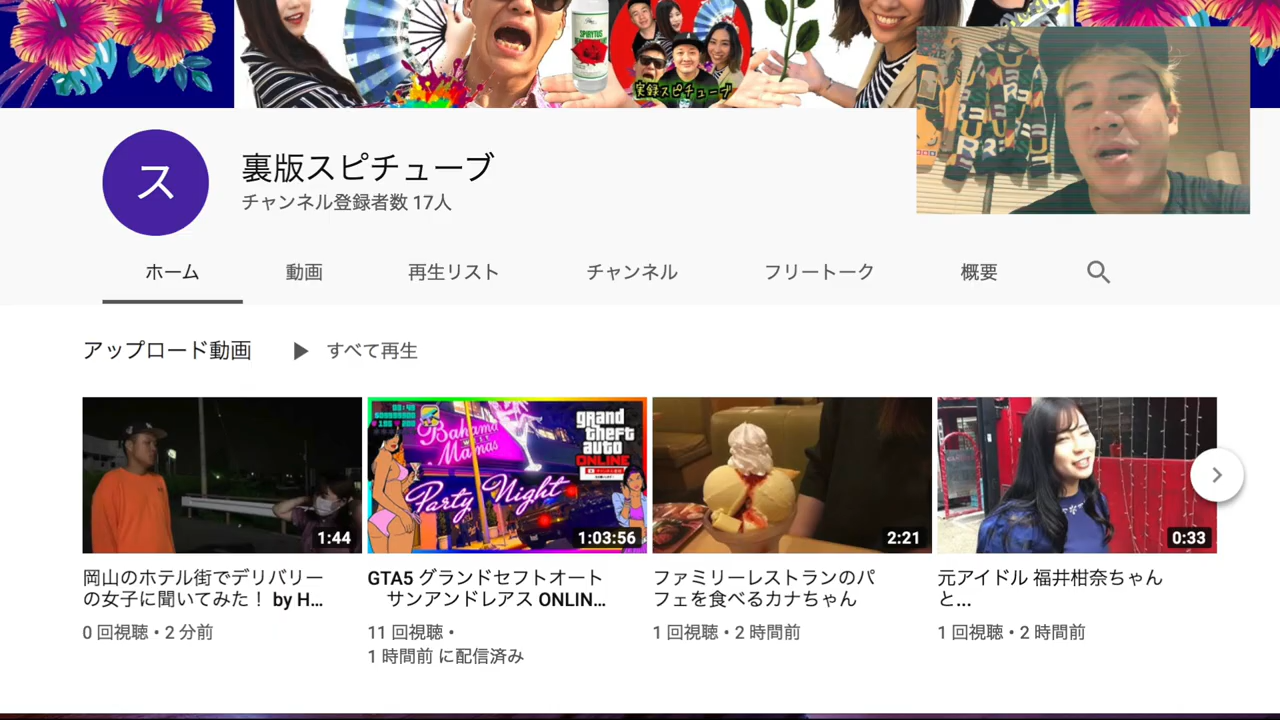 SPIRYTUS
実録スピチューブ
ス
裏版スピチューブ
チャンネル登録者数 17人
ホーム
動画
再生リスト
チャンネル
フリートーク
概要
アップロード動画
すべて再生
1:44
Bahama
Mamas
Party Night
grand
theft
auto
ONLINE
1:03:56
2:21
0:33
岡山のホテル街でデリバリー
の女子に聞いてみた！ by H...
0 回視聴・2 分前
GTA5 グランドセフトオート
サンアンドレアス ONLIN...
11 回視聴・
1 時間前 に配信済み
ファミリーレストランのパ
フェを食べるカナちゃん
1 回視聴・2 時間前
元アイドル 福井柑奈ちゃん
と...
1 回視聴・2 時間前